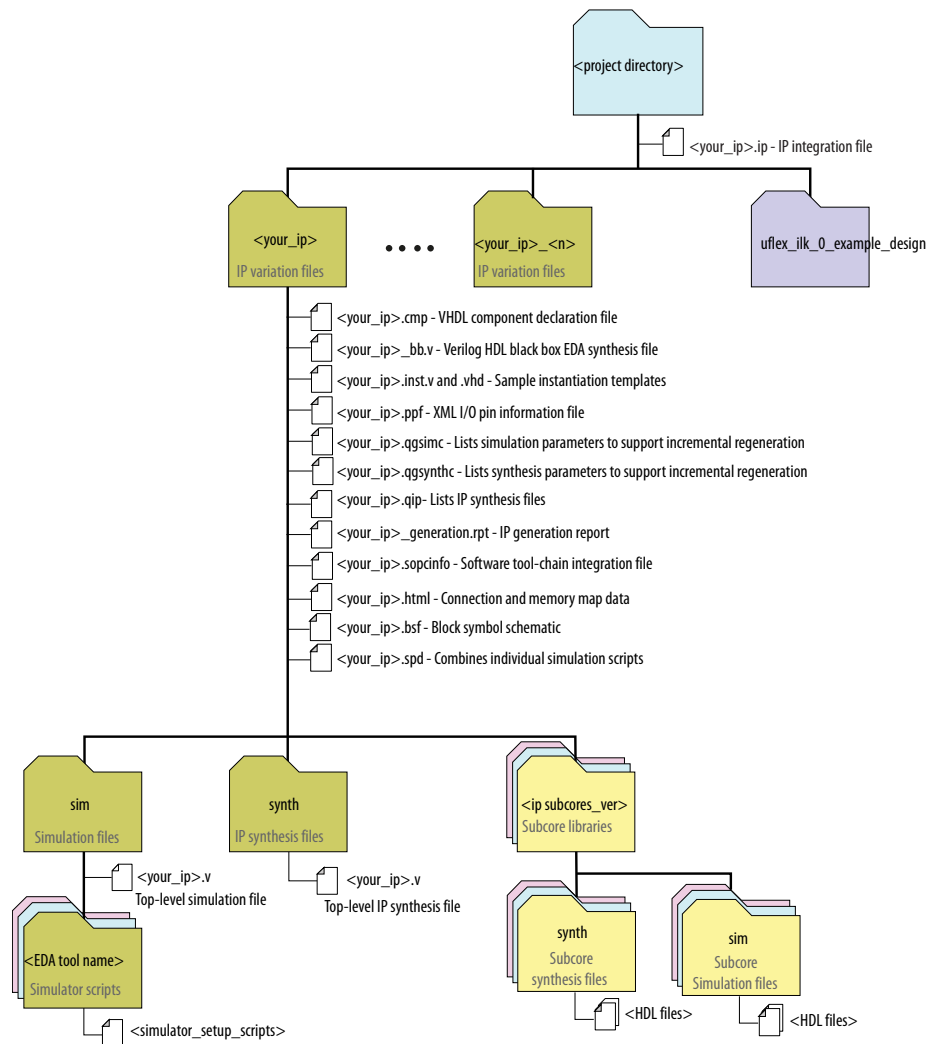 <project directory>
<your_ip>.ip - IP integration file
<your_ip>
IP variation files
<your_ip>_<n>
IP variation files
uflex_ilk_0_example_design
<your_ip>.cmp - VHDL component declaration file
<your_ip>_bb.v - Verilog HDL black box EDA synthesis file
<your_ip>.inst.v and .vhd - Sample instantiation templates
<your_ip>.ppf - XML I/O pin information file
<your_ip>.qgsimc - Lists simulation parameters to support incremental regeneration
<your_ip>.qgsynthc - Lists synthesis parameters to support incremental regeneration
<your_ip>.qip- Lists IP synthesis files
<your_ip>_generation.rpt - IP generation report
<your_ip>.sopcinfo - Software tool-chain integration file
<your_ip>.html - Connection and memory map data
<your_ip>.bsf - Block symbol schematic
<your_ip>.spd - Combines individual simulation scripts
sim
Simulation files
synth
IP synthesis files
<ip subcores_ver>
Subcore libraries
<your_ip>.v
Top-level simulation file
<your_ip>.v
Top-level IP synthesis file
<EDA tool name>
Simulator scripts
<simulator_setup_scripts>
synth
Subcore
synthesis files
<HDL files>
sim
Subcore
Simulation files
<HDL files>